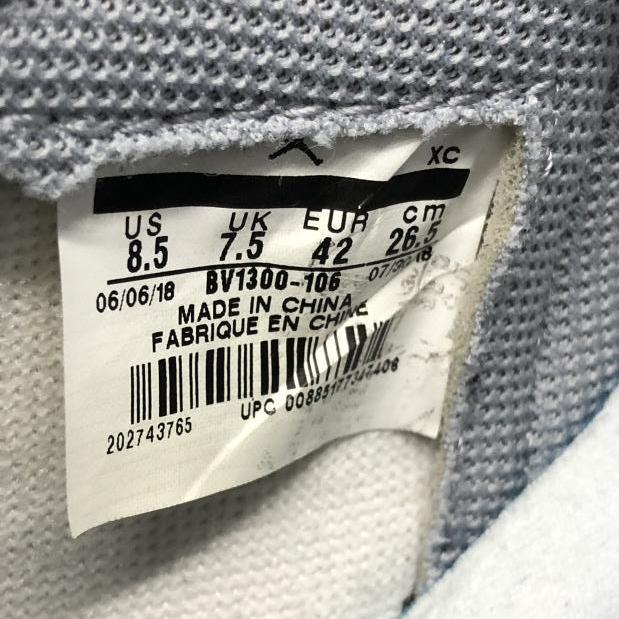 XC
US UK EUR cm
8.5 7.5 42 26.5
06/06/18 BV1300-106
MADE IN CHINA
FABRIQUE EN CHINE
UPC
202743765